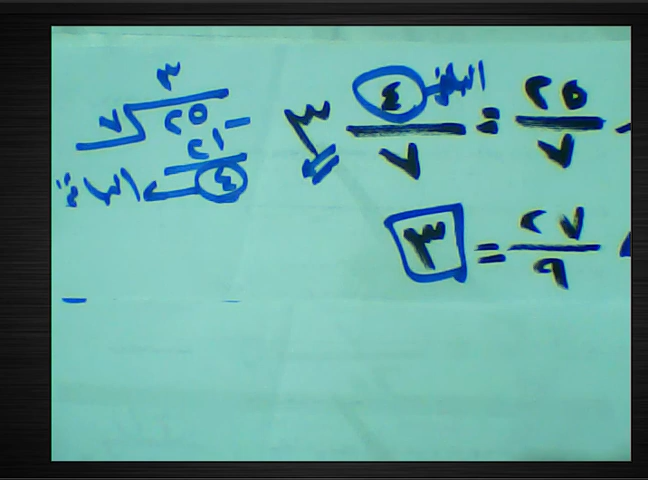 ٢٥/٧ = ٣ ٤/٧ الباقي
٢٧/٩ = ٣
٣
٧ ٢٥
- ٢١
٤ الباقي